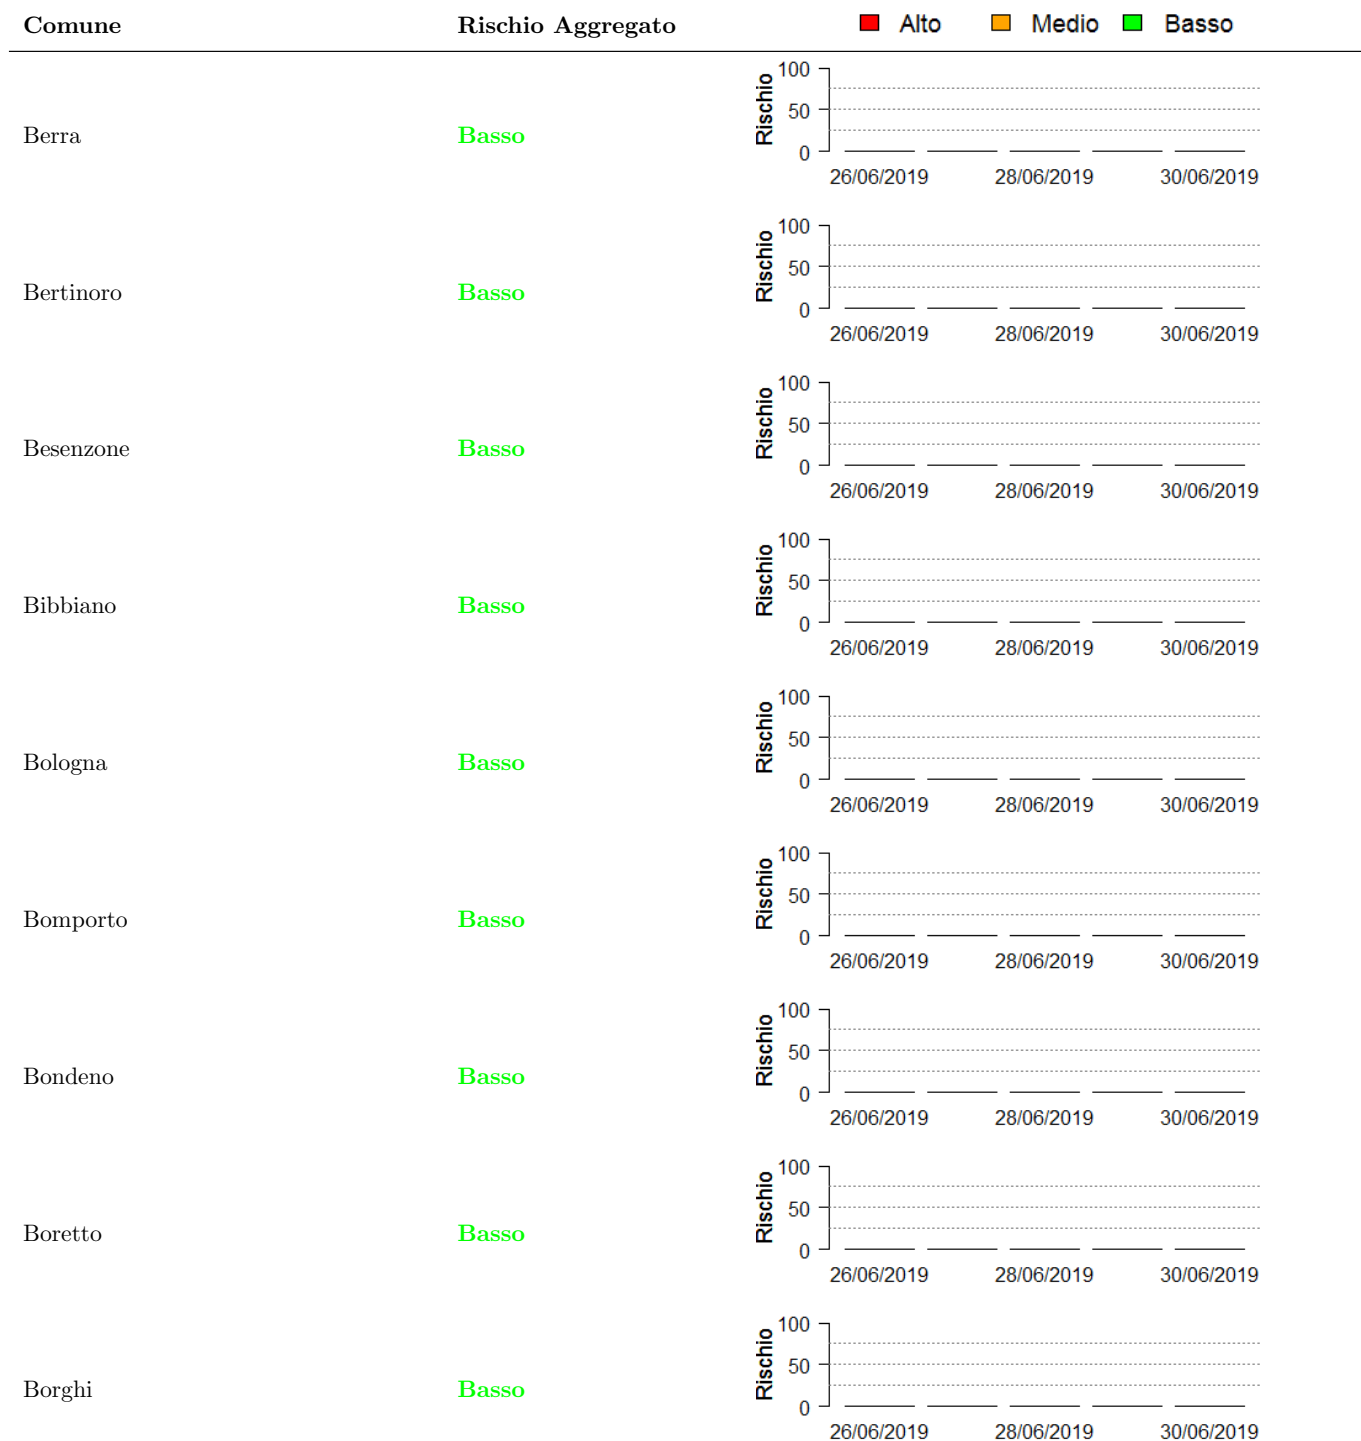 Comune Rischio Aggregato Alto Medio Basso
100
50
0
Rischio
Berra Basso
26/06/2019 28/06/2019 30/06/2019
100
50
0
Rischio
Bertinoro Basso
26/06/2019 28/06/2019 30/06/2019
100
50
0
Rischio
Besenzone Basso
26/06/2019 28/06/2019 30/06/2019
100
50
0
Rischio
Bibbiano Basso
26/06/2019 28/06/2019 30/06/2019
100
50
0
Rischio
Bologna Basso
26/06/2019 28/06/2019 30/06/2019
100
50
0
Rischio
Bomporto Basso
26/06/2019 28/06/2019 30/06/2019
100
50
0
Rischio
Bondeno Basso
26/06/2019 28/06/2019 30/06/2019
100
50
0
Rischio
Boretto Basso
26/06/2019 28/06/2019 30/06/2019
100
50
0
Rischio
Borghi Basso
26/06/2019 28/06/2019 30/06/2019